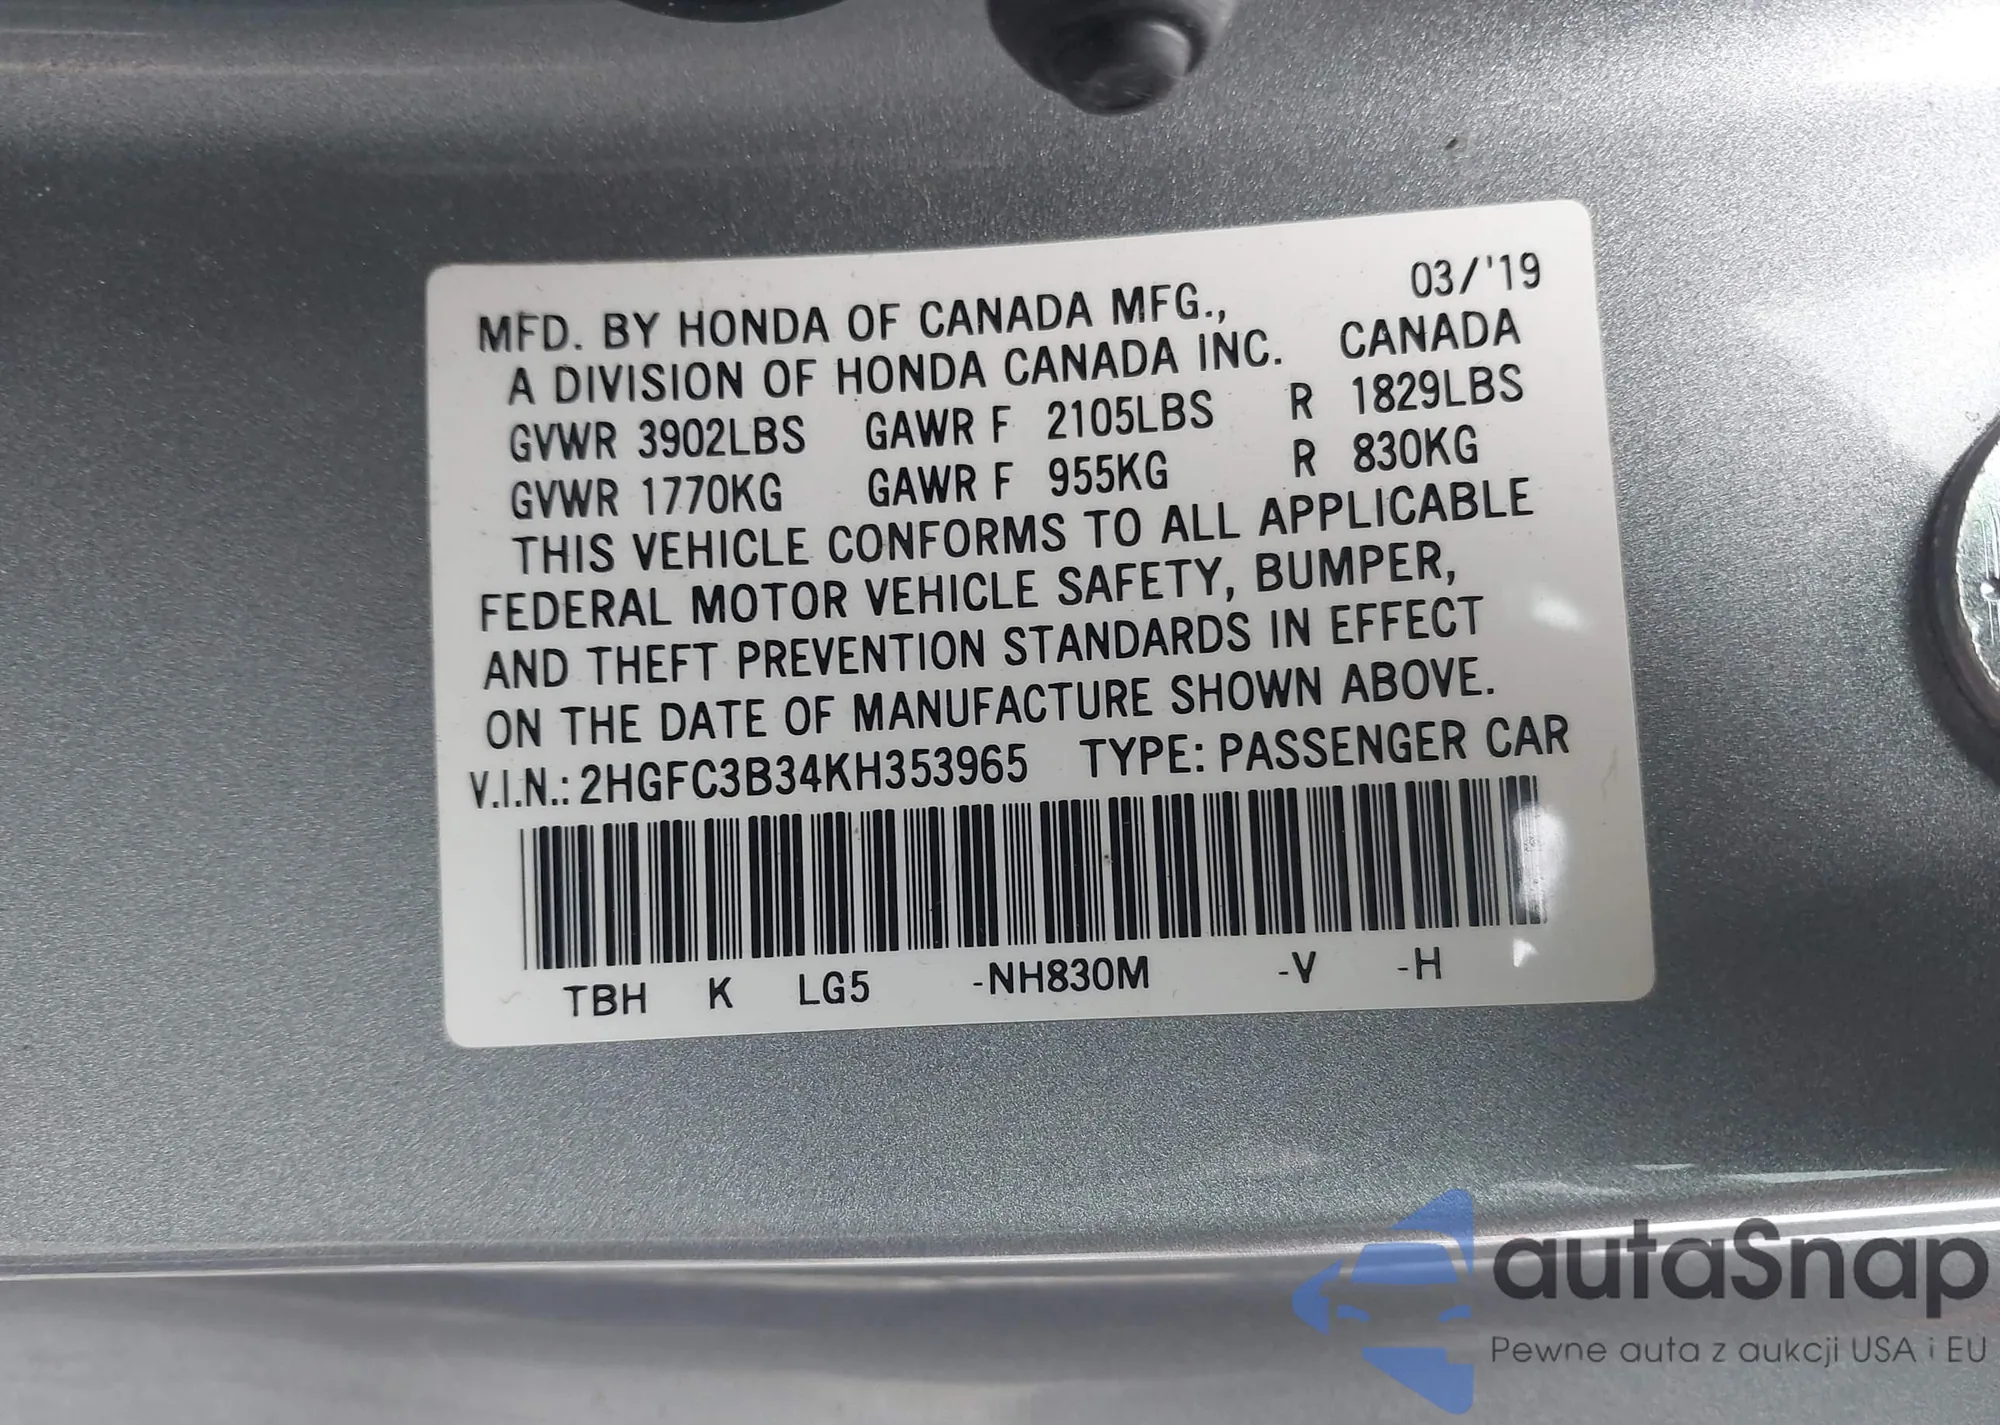 03/'19
MFD. BY HONDA OF CANADA MFG.,
A DIVISION OF HONDA CANADA INC. CANADA
GVWR 3902LBS GAWR F 2105LBS R 1829LBS
GVWR 1770KG GAWR F 955KG R 830KG
THIS VEHICLE CONFORMS TO ALL APPLICABLE
FEDERAL MOTOR VEHICLE SAFETY, BUMPER,
AND THEFT PREVENTION STANDARDS IN EFFECT
ON THE DATE OF MANUFACTURE SHOWN ABOVE.
V.I.N.: 2HGFC3B34KH353965 TYPE: PASSENGER CAR
TBH K LG5 -NH830M -V -H
autaSnap
Pewne auta z aukcji USA i EU